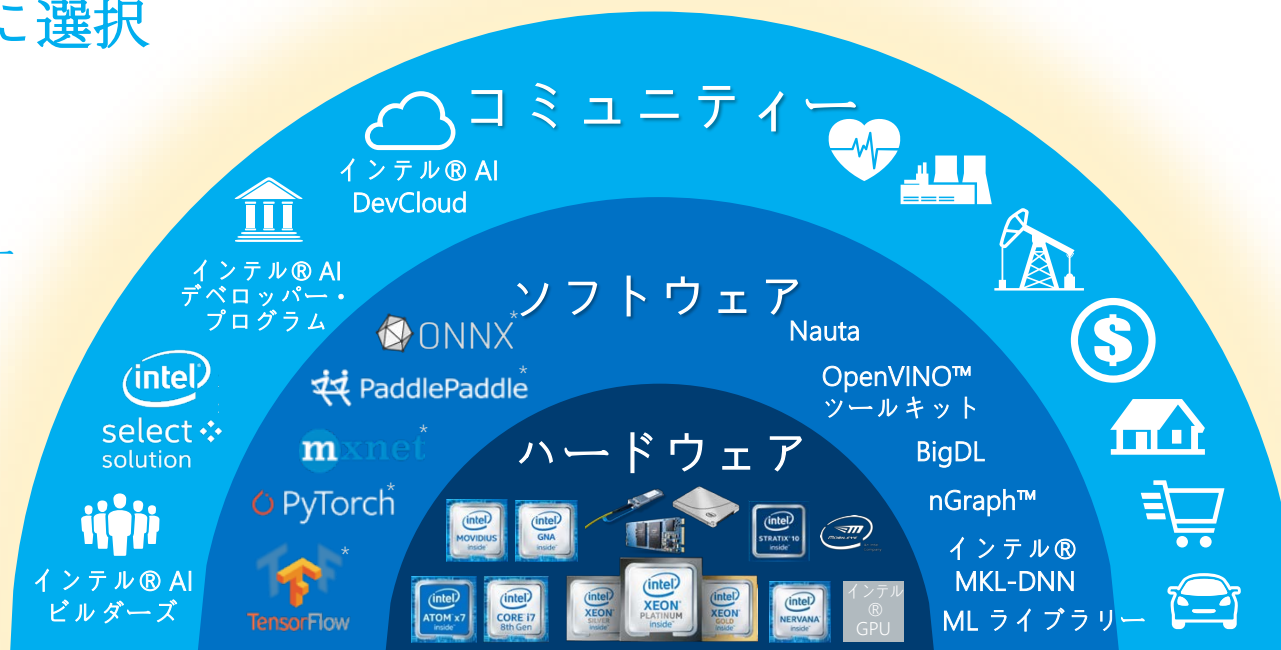 に選択
コミュニティー
インテル® AI
DevCloud
インテル® AI
デベロッパー・
プログラム
intel
select
solution
インテル® AI
ビルダーズ
ソフトウェア
ONNX*
PaddlePaddle*
mxnet*
PyTorch*
TensorFlow*
Nauta
OpenVINO™
ツールキット
BigDL
nGraph™
インテル®
MKL-DNN
ML ライブラリー
ハードウェア
intel
MOVIDIUS
inside
intel
GNA
inside
intel
STRATIX 10
inside
MOBILEYE
intel
ATOM x7
inside
intel
CORE i7
8th Gen
intel
XEON
SILVER
inside
intel
XEON
PLATINUM
inside
intel
XEON
GOLD
inside
intel
NERVANA
inside
インテル
®
GPU